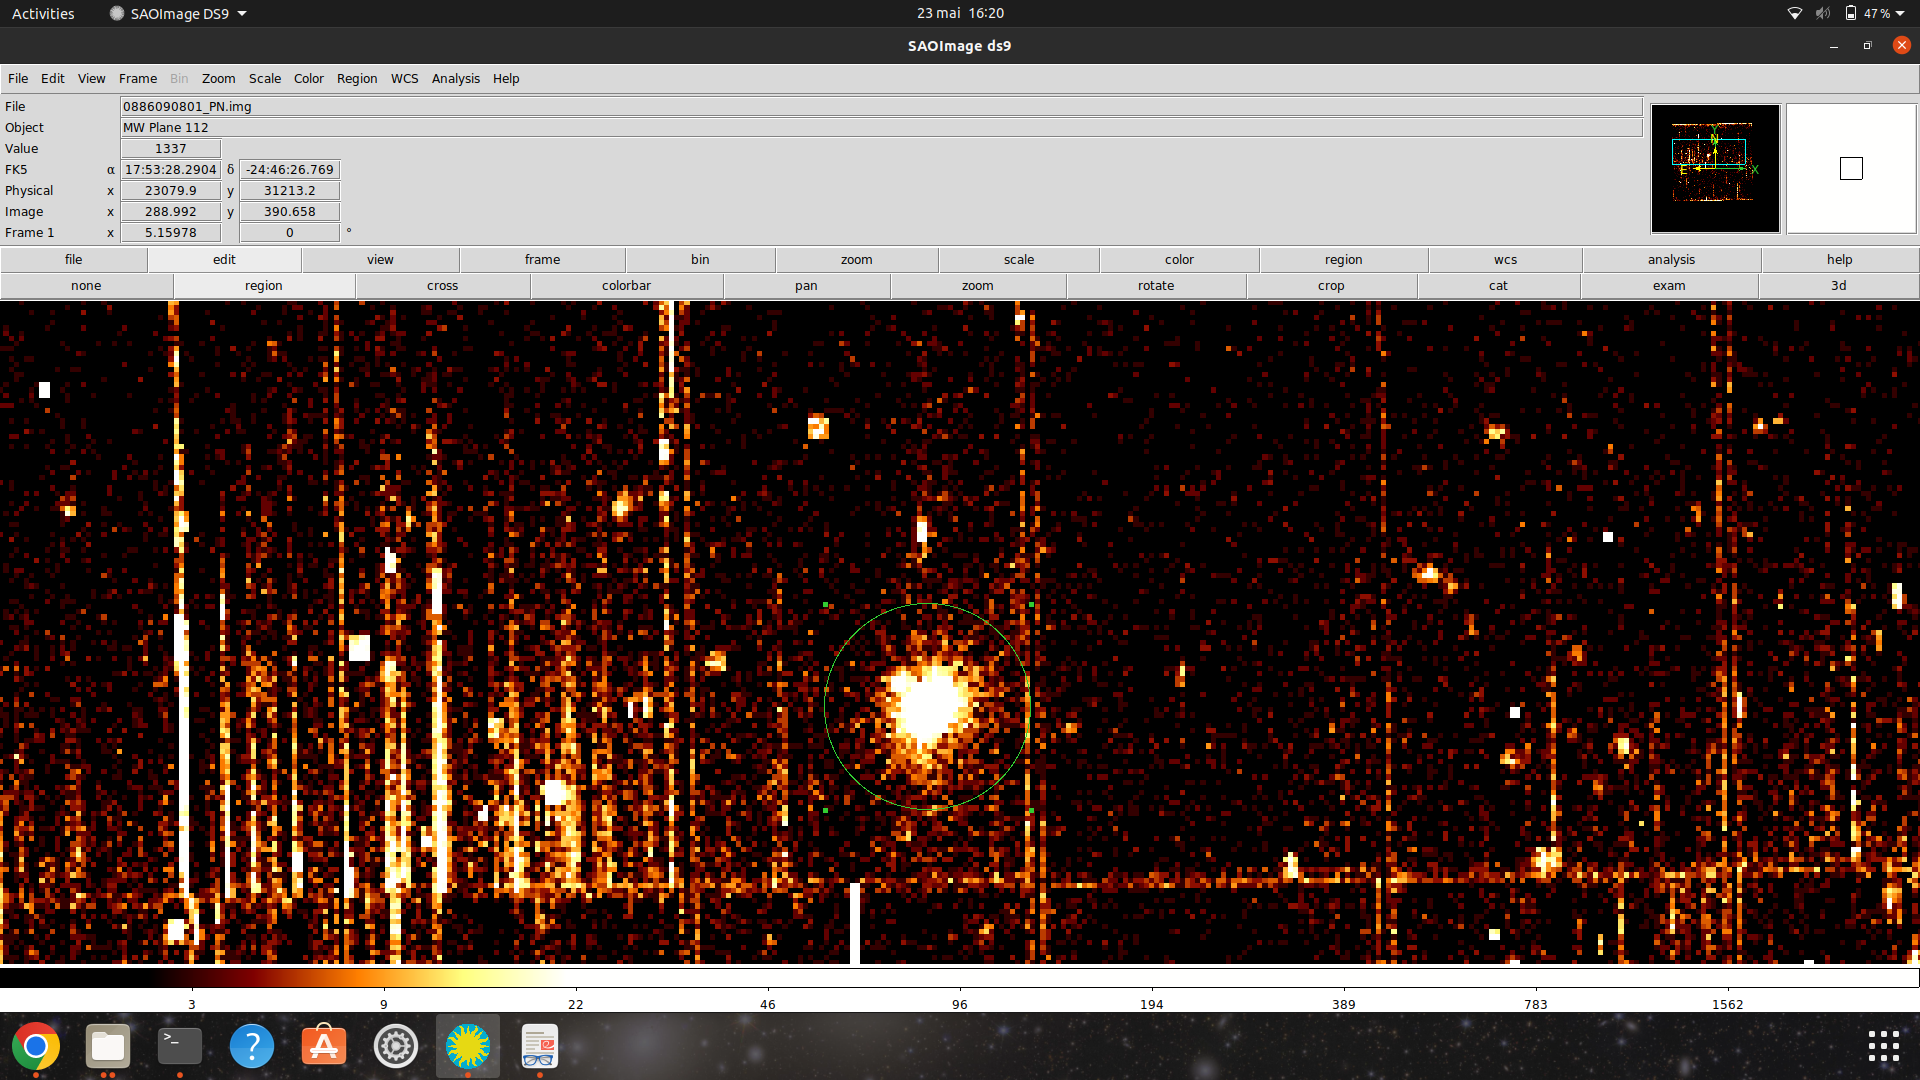 Activities SAOImage DS9 23 mai 16:20 47 %
SAOImage ds9
File Edit View Frame Bin Zoom Scale Color Region WCS Analysis Help
File 0886090801_PN.img
Object MW Plane 112
Value 1337
FK5 α 17:53:28.2904 δ -24:46:26.769
Physical x 23079.9 y 31213.2
Image x 288.992 y 390.658
Frame 1 x 5.15978 0 °
file edit view frame bin zoom scale color region wcs analysis help
none region cross colorbar pan zoom rotate crop cat exam 3d
3 9 22 46 96 194 389 783 1562